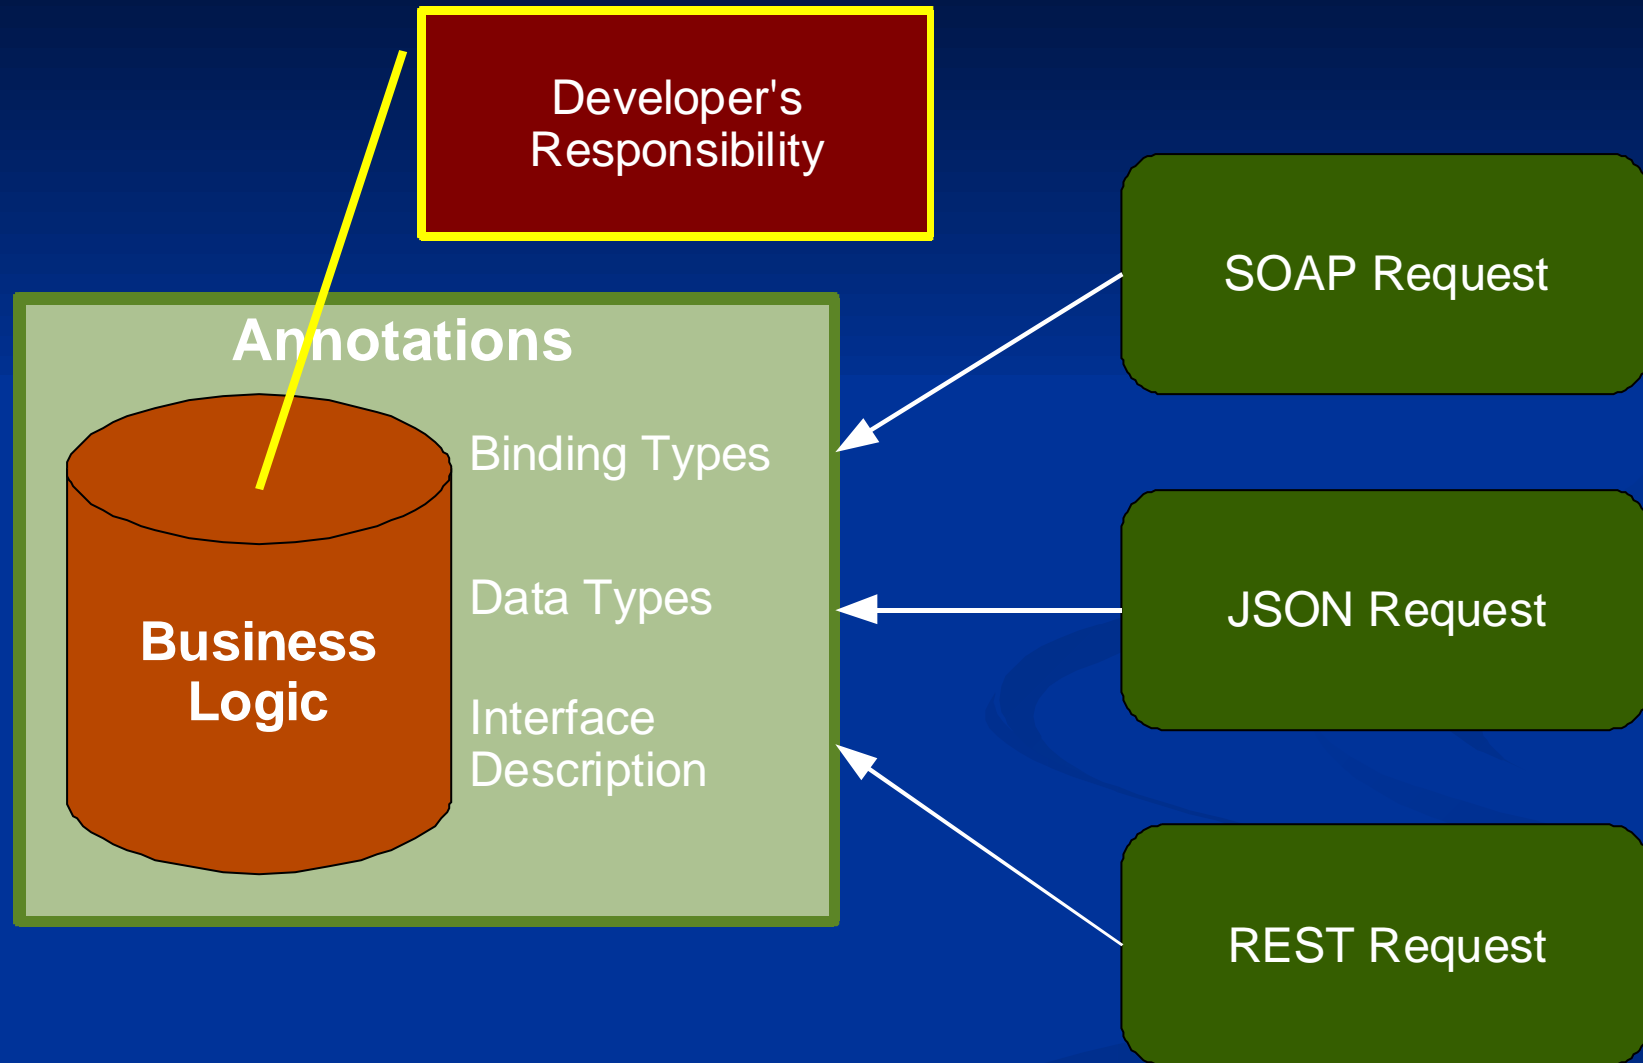 Developer's
Responsibility
Annotations
Binding Types
Data Types
Interface
Description
Business
Logic
SOAP Request
JSON Request
REST Request